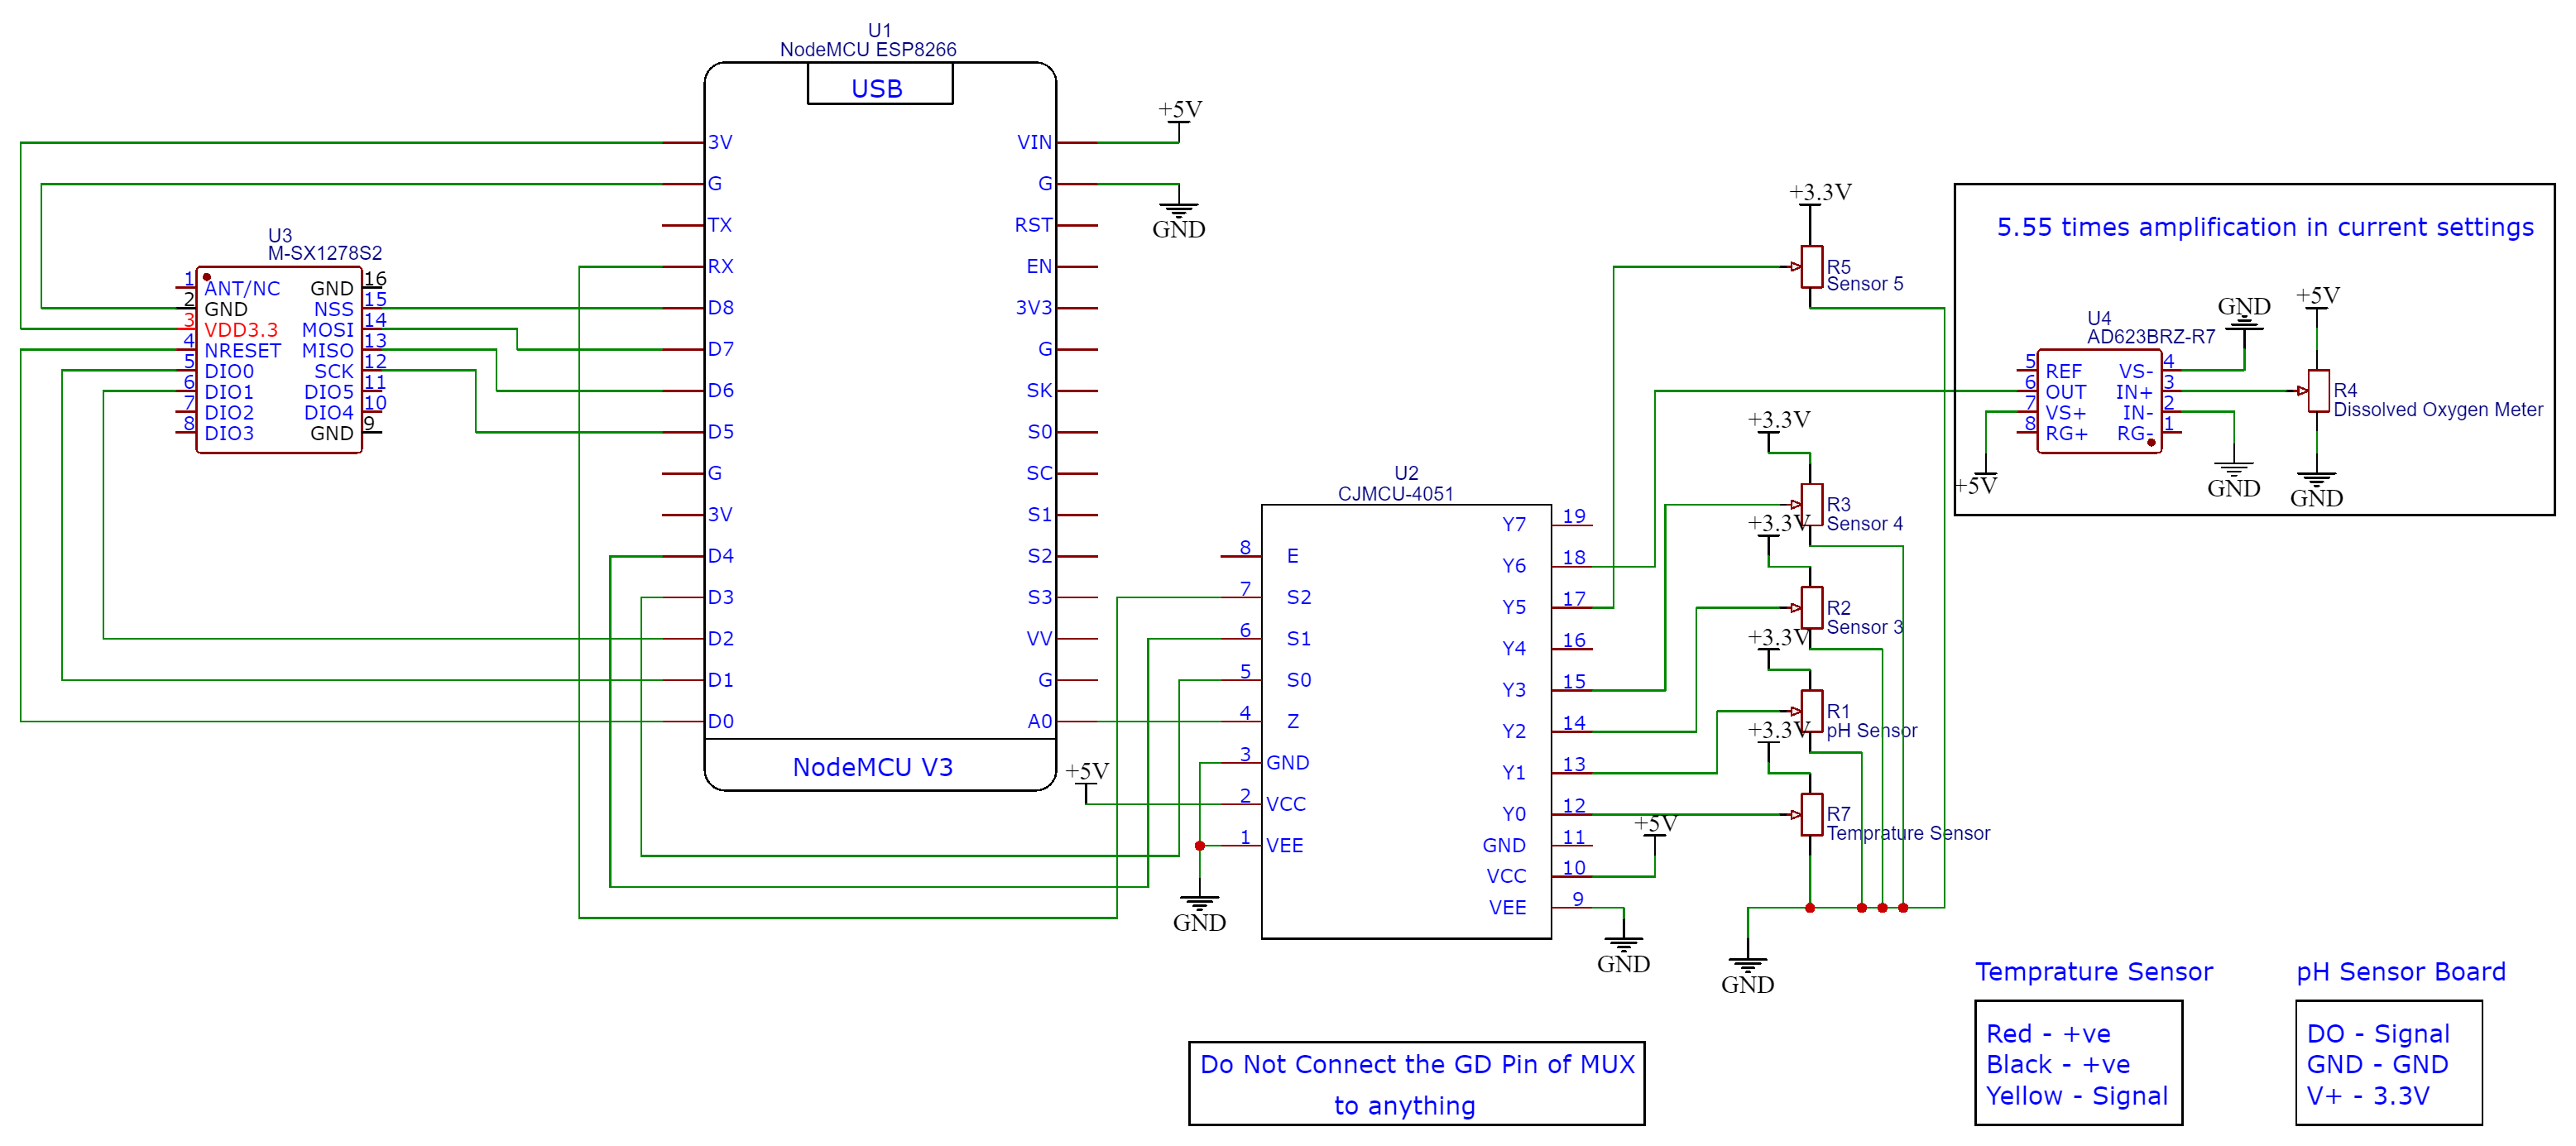 U1
NodeMCU ESP8266
USB
3V
G
TX
RX
D8
D7
D6
D5
G
3V
D4
D3
D2
D1
D0
VIN
G
RST
EN
3V3
G
SK
S0
SC
S1
S2
S3
VV
G
A0
NodeMCU V3
+5V
GND
U3
M-SX1278S2
1 ANT/NC
2 GND
3 VDD3.3
4 NRESET
5 DIO0
6 DIO1
7 DIO2
8 DIO3
GND 16
NSS 15
MOSI 14
MISO 13
SCK 12
DIO5 11
DIO4 10
GND 9
U2
CJMCU-4051
8 E
7 S2
6 S1
5 S0
4 Z
3 GND
2 VCC
1 VEE
Y7 19
Y6 18
Y5 17
Y4 16
Y3 15
Y2 14
Y1 13
Y0 12
GND 11
VCC 10
VEE 9
+5V
GND
+5V
GND
GND
+3.3V
R5
Sensor 5
+3.3V
R3
Sensor 4
+3.3V
R2
Sensor 3
+3.3V
R1
pH Sensor
+3.3V
R7
Temprature Sensor
5.55 times amplification in current settings
U4
AD623BRZ-R7
5 REF
6 OUT
7 VS+
8 RG+
VS- 4
IN+ 3
IN- 2
RG- 1
GND
+5V
GND
+5V
R4
Dissolved Oxygen Meter
GND
Do Not Connect the GD Pin of MUX
to anything
Temprature Sensor
Red - +ve
Black - +ve
Yellow - Signal
pH Sensor Board
DO - Signal
GND - GND
V+ - 3.3V